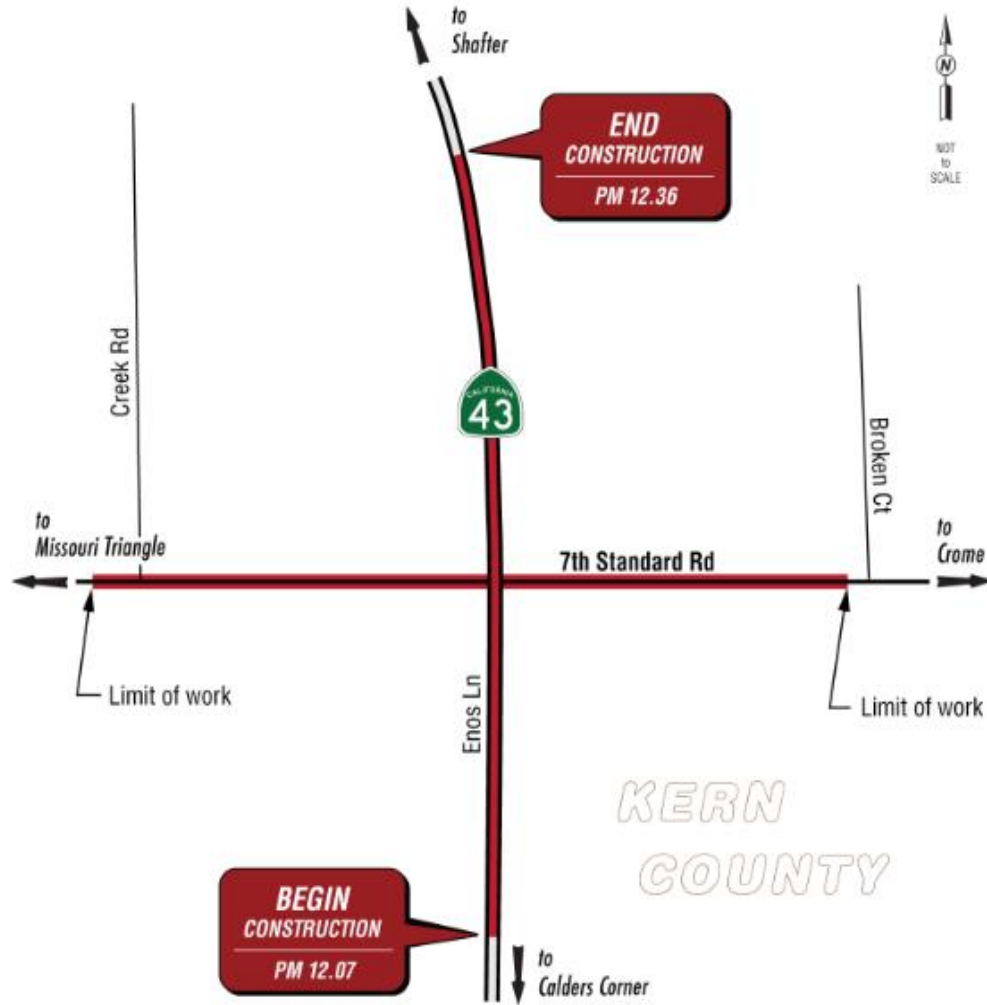 to
Shafter
N
NOT
to
SCALE
END
CONSTRUCTION
PM 12.36
Creek Rd
CALIFORNIA
43
Broken Ct
to
Missouri Triangle
7th Standard Rd
to
Crome
Limit of work
Enos Ln
Limit of work
KERN
COUNTY
BEGIN
CONSTRUCTION
PM 12.07
to
Calders Corner